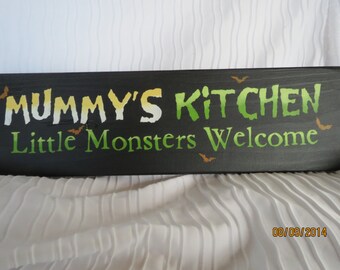 MUMMY'S KiTCHEN
Little Monsters Welcome
08/09/2014